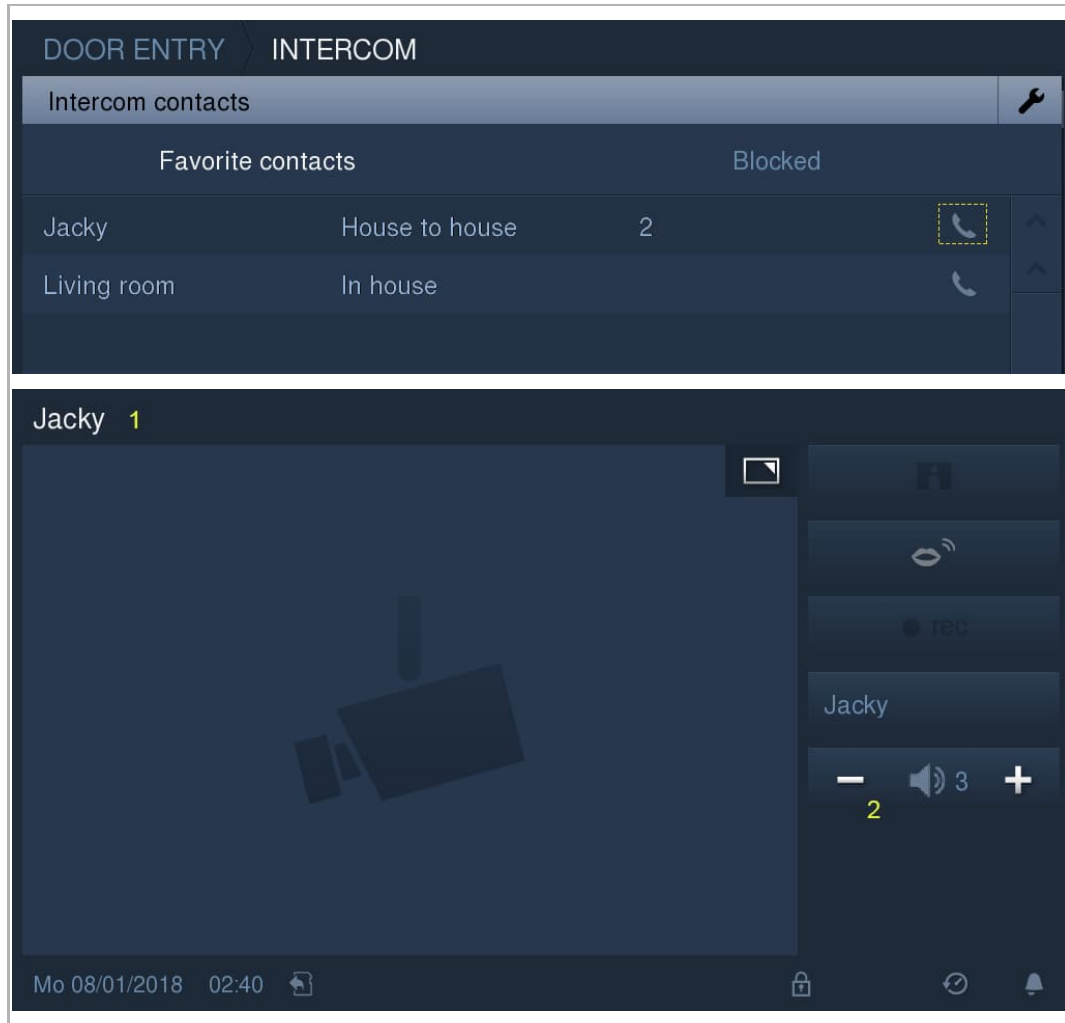 DOOR ENTRY INTERCOM
Intercom contacts
Favorite contacts Blocked
Jacky House to house 2
Living room In house
Jacky 1
rec
Jacky
3
2
Mo 08/01/2018 02:40